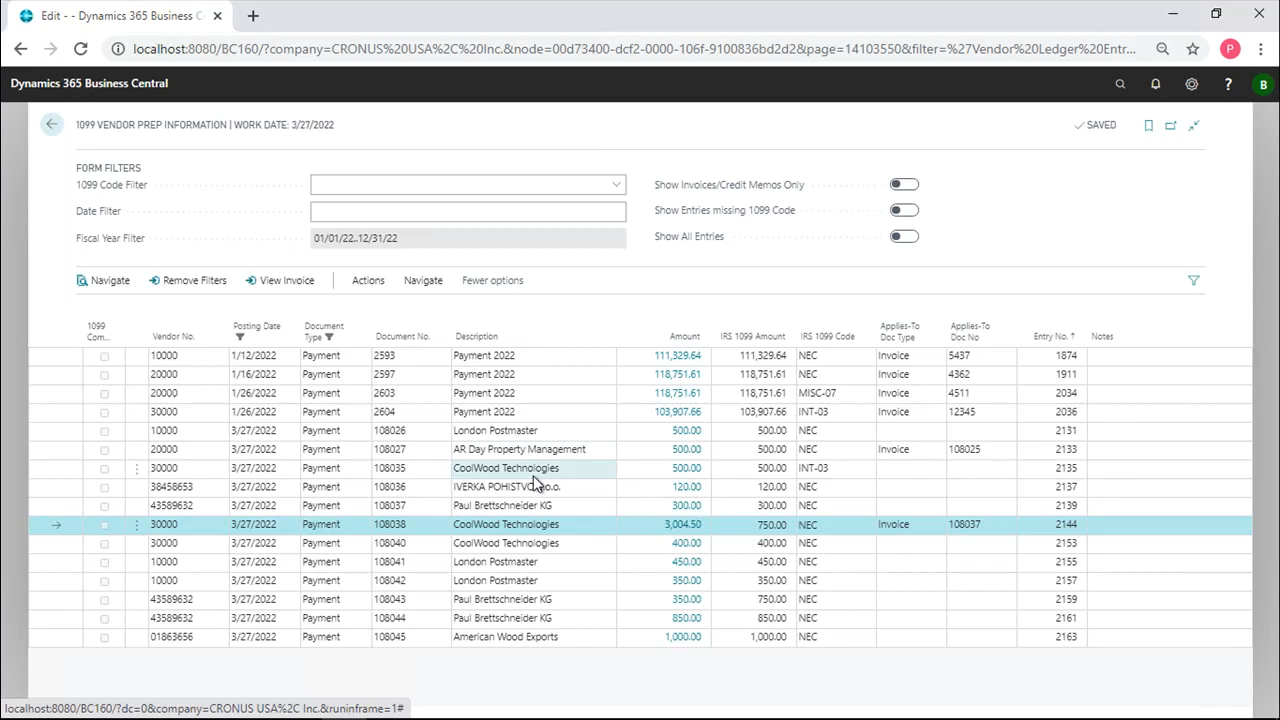 Edit - - Dynamics 365 Business C
localhost:8080/BC160/?company=CRONUS%20USA%2C%20Inc.&node=00d73400-dcf2-0000-106f-9100836bd2d2&page=14103550&filter=%27Vendor%20Ledger%20Entr...
P
Dynamics 365 Business Central
?
B
1099 VENDOR PREP INFORMATION | WORK DATE: 3/27/2022
SAVED
FORM FILTERS
1099 Code Filter
Show Invoices/Credit Memos Only
Date Filter
Show Entries missing 1099 Code
Fiscal Year Filter 01/01/22..12/31/22
Show All Entries
Navigate Remove Filters View Invoice Actions Navigate Fewer options
1099 Com... Vendor No. Posting Date Document Type Document No. Description Amount IRS 1099 Amount IRS 1099 Code Applies-To Doc Type Applies-To Doc No Entry No. ↑ Notes
10000 1/12/2022 Payment 2593 Payment 2022 111,329.64 111,329.64 NEC Invoice 5437 1874
20000 1/16/2022 Payment 2597 Payment 2022 118,751.61 118,751.61 NEC Invoice 4362 1911
20000 1/26/2022 Payment 2603 Payment 2022 118,751.61 118,751.61 MISC-07 Invoice 4511 2034
30000 1/26/2022 Payment 2604 Payment 2022 103,907.66 103,907.66 INT-03 Invoice 12345 2036
10000 3/27/2022 Payment 108026 London Postmaster 500.00 500.00 NEC 2131
20000 3/27/2022 Payment 108027 AR Day Property Management 500.00 500.00 NEC Invoice 108025 2133
30000 3/27/2022 Payment 108035 CoolWood Technologies 500.00 500.00 INT-03 2135
38458653 3/27/2022 Payment 108036 IVERKA POHISTVO 120.00 120.00 NEC 2137
43589632 3/27/2022 Payment 108037 Paul Brettschneider KG 300.00 300.00 NEC 2139
30000 3/27/2022 Payment 108038 CoolWood Technologies 3,004.50 750.00 NEC Invoice 108037 2144
30000 3/27/2022 Payment 108040 CoolWood Technologies 400.00 400.00 NEC 2153
10000 3/27/2022 Payment 108041 London Postmaster 450.00 450.00 NEC 2155
10000 3/27/2022 Payment 108042 London Postmaster 350.00 350.00 NEC 2157
43589632 3/27/2022 Payment 108043 Paul Brettschneider KG 350.00 750.00 NEC 2159
43589632 3/27/2022 Payment 108044 Paul Brettschneider KG 850.00 850.00 NEC 2161
01863656 3/27/2022 Payment 108045 American Wood Exports 1,000.00 1,000.00 NEC 2163
localhost:8080/BC160/?dc=0&company=CRONUS USA%2C Inc.&runinframe=1#